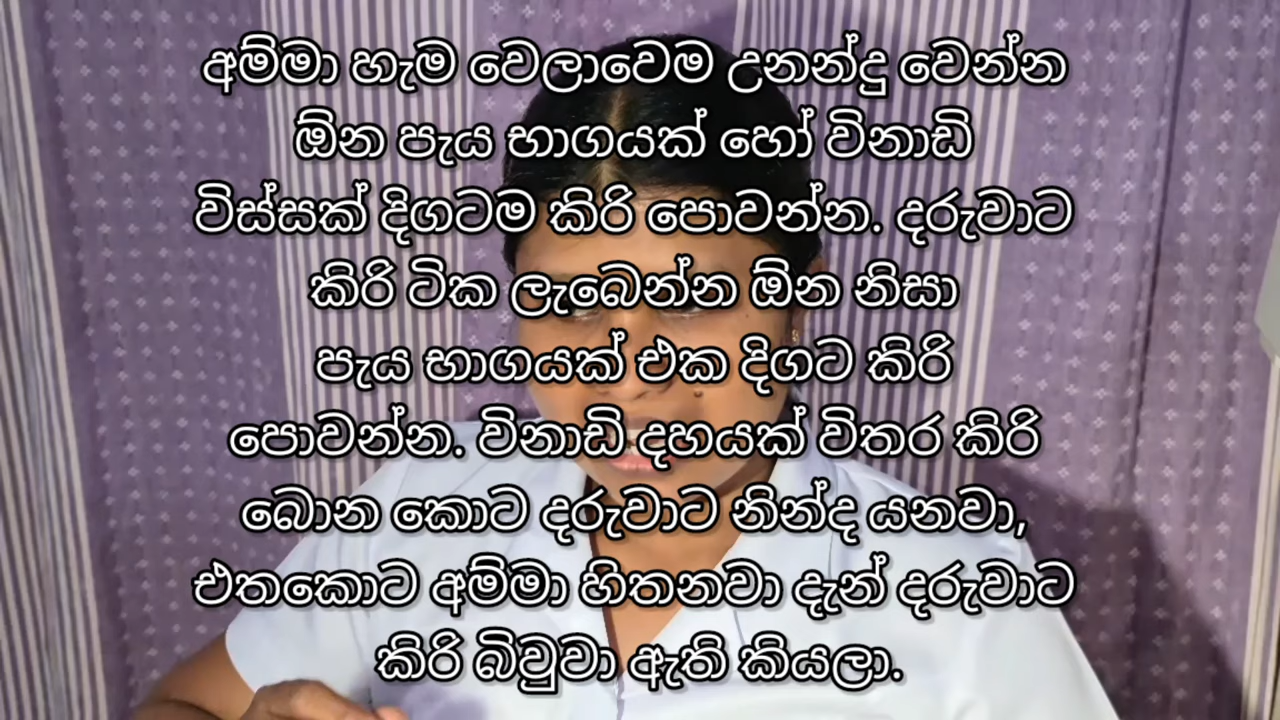 අම්මා හැම වෙලාවෙම උනන්දු වෙන්න
ඕන පැය භාගයක් හෝ විනාඩි
විස්සක් දිගටම කිරි පොවන්න. දරුවාට
කිරි ටික ලැබෙන්න ඕන නිසා
පැය භාගයක් එක දිගට කිරි
පොවන්න. විනාඩි දහයක් විතර කිරි
බොන කොට දරුවාට නින්ද යනවා,
එතකොට අම්මා හිතනවා දැන් දරුවාට
කිරි බිවුවා ඇති කියලා.